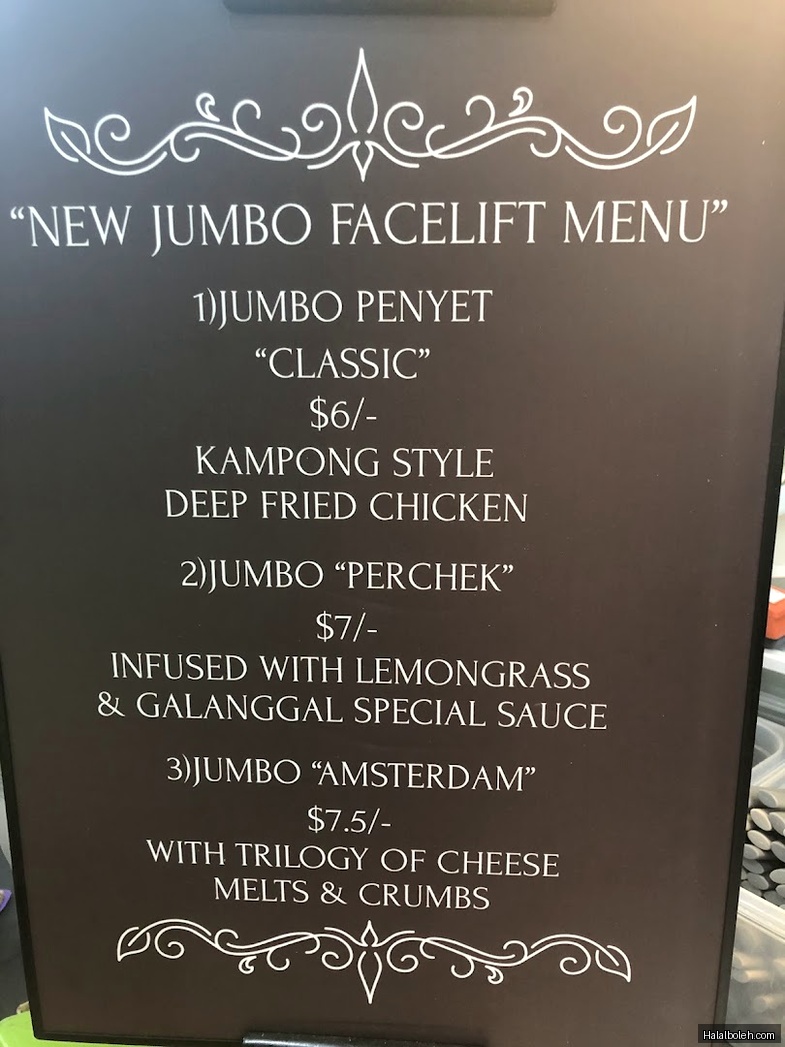 “NEW JUMBO FACELIFT MENU”
1)JUMBO PENYET
“CLASSIC”
$6/-
KAMPONG STYLE
DEEP FRIED CHICKEN
2)JUMBO “PERCHEK”
$7/-
INFUSED WITH LEMONGRASS
& GALANGGAL SPECIAL SAUCE
3)JUMBO “AMSTERDAM”
$7.5/-
WITH TRILOGY OF CHEESE
MELTS & CRUMBS
Halalboleh.com